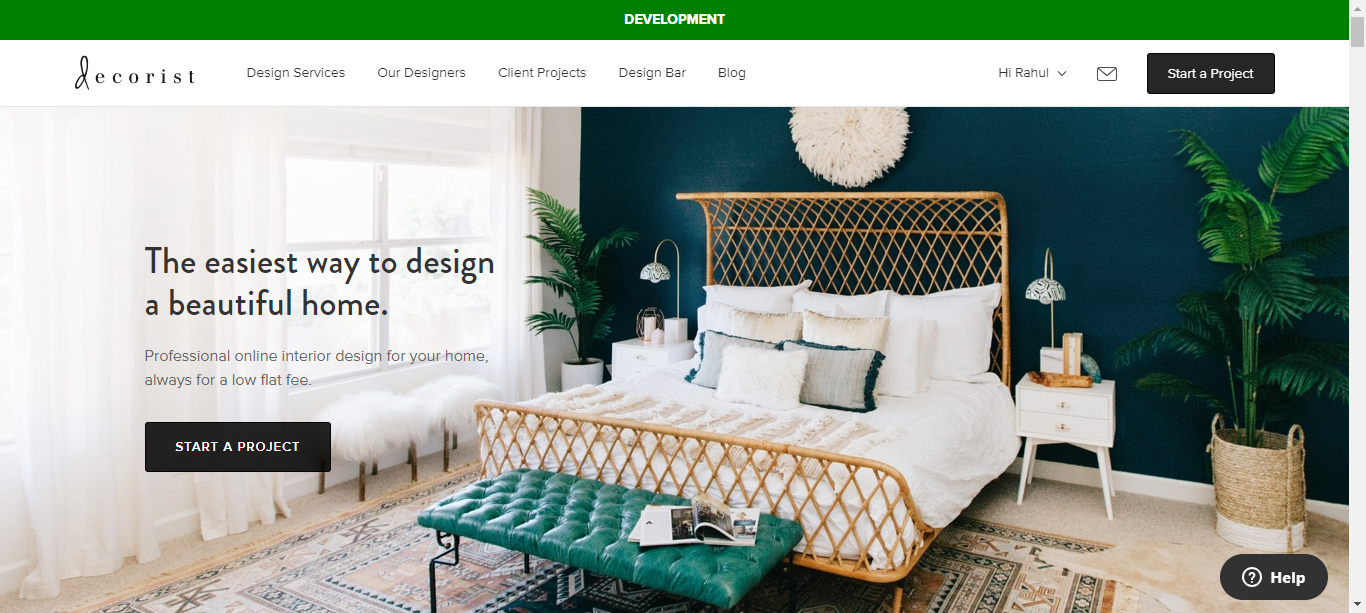 DEVELOPMENT
decorist
Design Services
Our Designers
Client Projects
Design Bar
Blog
Hi Rahul
Start a Project
The easiest way to design
a beautiful home.
Professional online interior design for your home,
always for a low flat fee.
START A PROJECT
Help